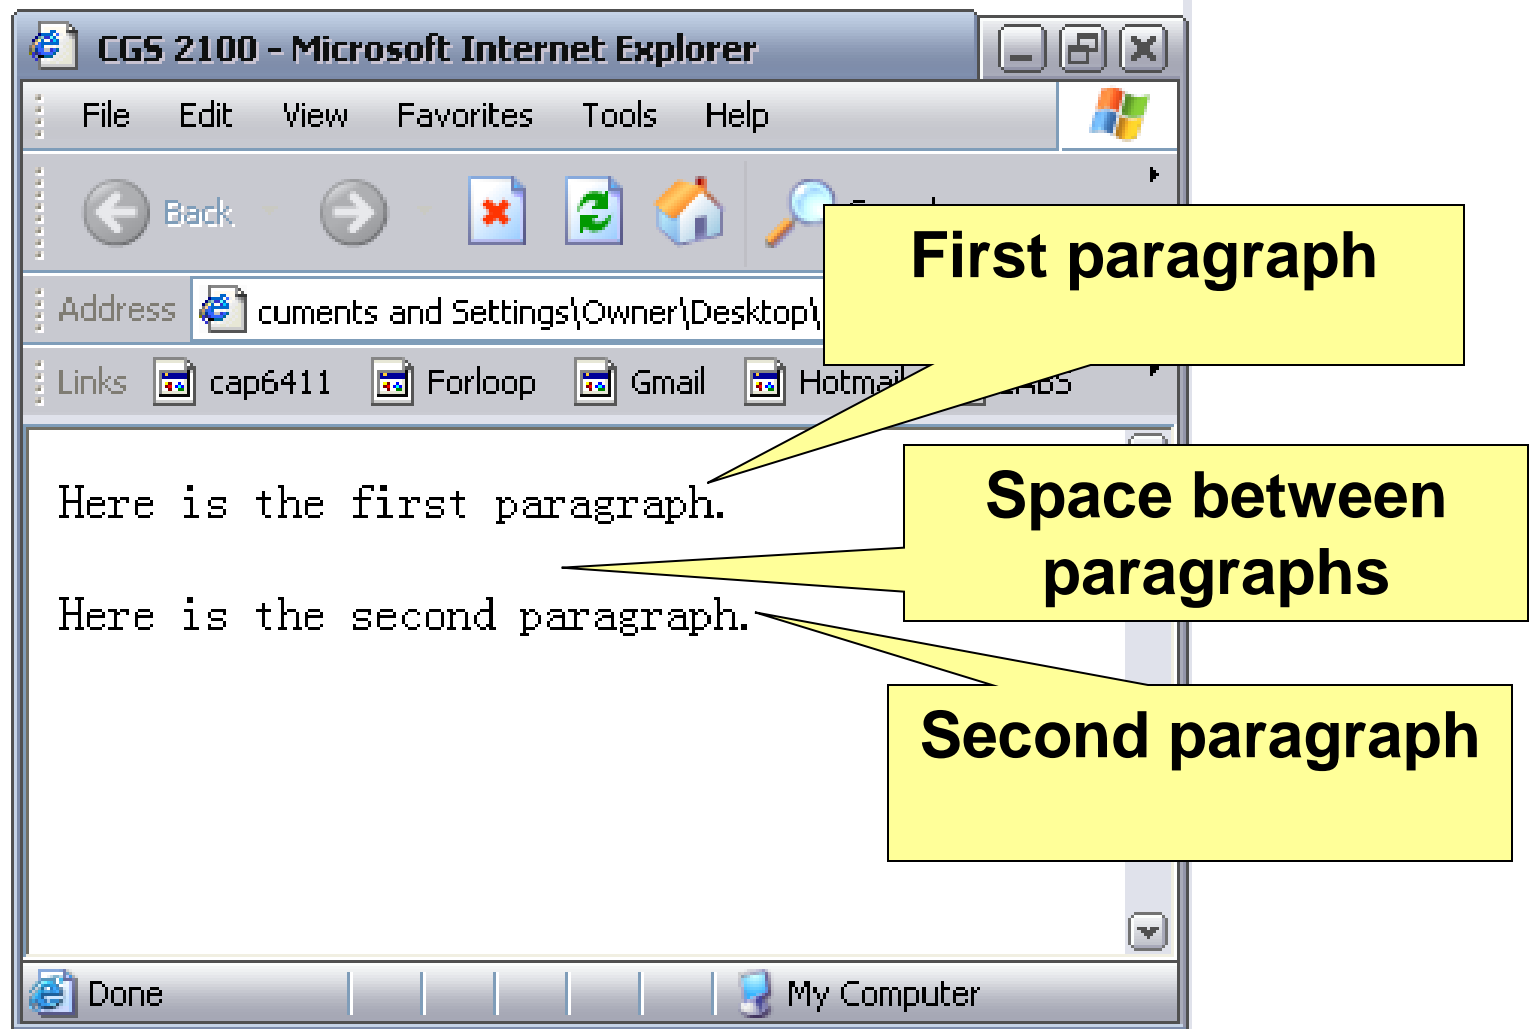 CGS 2100 - Microsoft Internet Explorer
File Edit View Favorites Tools Help
Back
First paragraph
Address cuments and Settings\Owner\Desktop\
Links cap6411 Forloop Gmail Hotmail
Here is the first paragraph.
Space between
paragraphs
Here is the second paragraph.
Second paragraph
Done My Computer